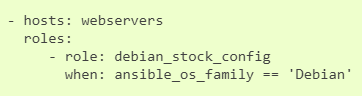 - hosts: webservers
  roles:
     - role: debian_stock_config
       when: ansible_os_family == 'Debian'